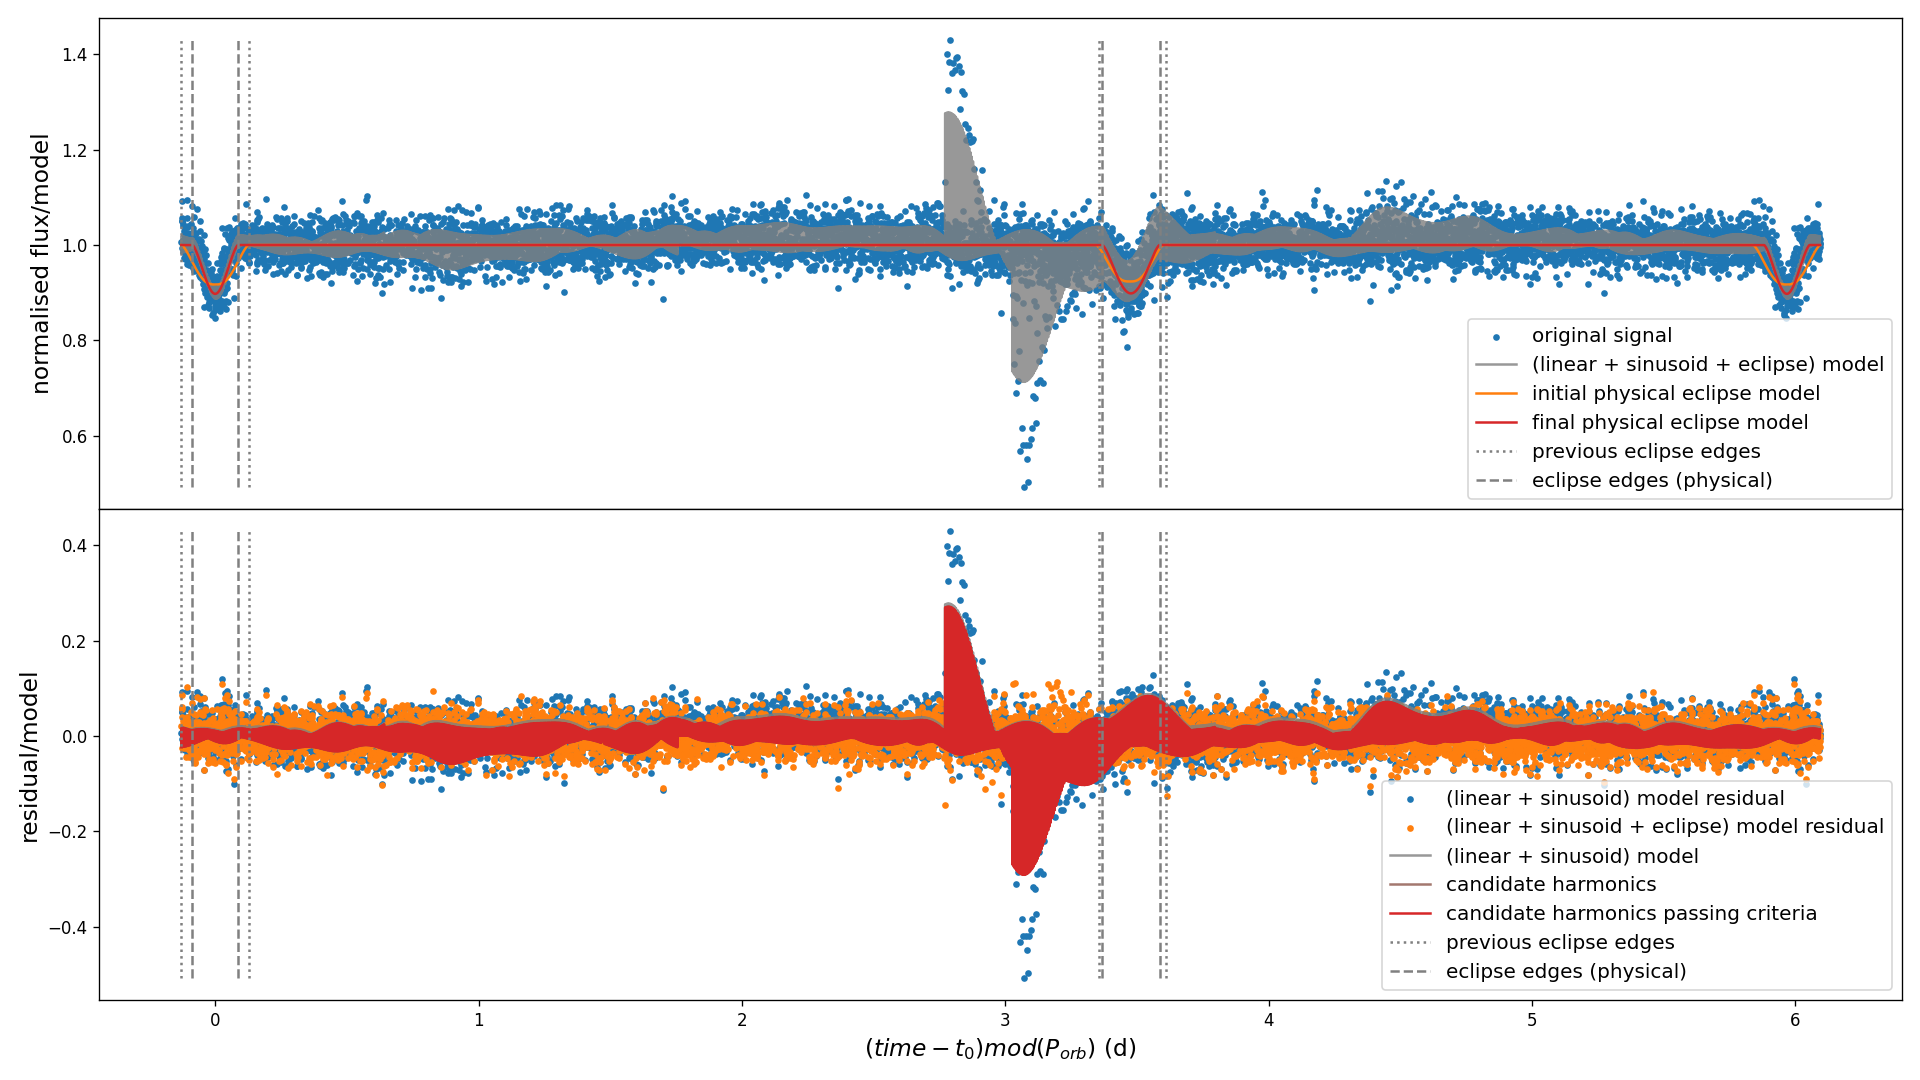 normalised flux/model
1.4
1.2
1.0
0.8
0.6
original signal
(linear + sinusoid + eclipse) model
initial physical eclipse model
final physical eclipse model
previous eclipse edges
eclipse edges (physical)
residual/model
0.4
0.2
0.0
−0.2
−0.4
(linear + sinusoid) model residual
(linear + sinusoid + eclipse) model residual
(linear + sinusoid) model
candidate harmonics
candidate harmonics passing criteria
previous eclipse edges
eclipse edges (physical)
0 1 2 3 4 5 6
(time − t₀)mod(P_orb) (d)